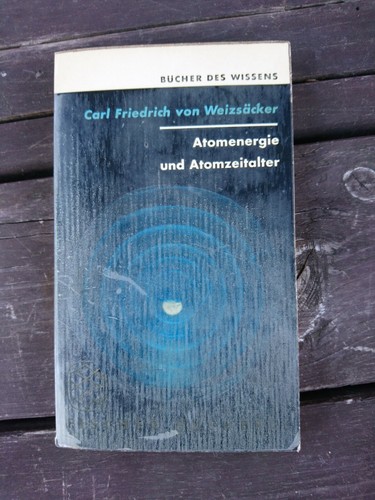 BÜCHER DES WISSENS
Carl Friedrich von Weizsäcker
Atomenergie
und Atomzeitalter